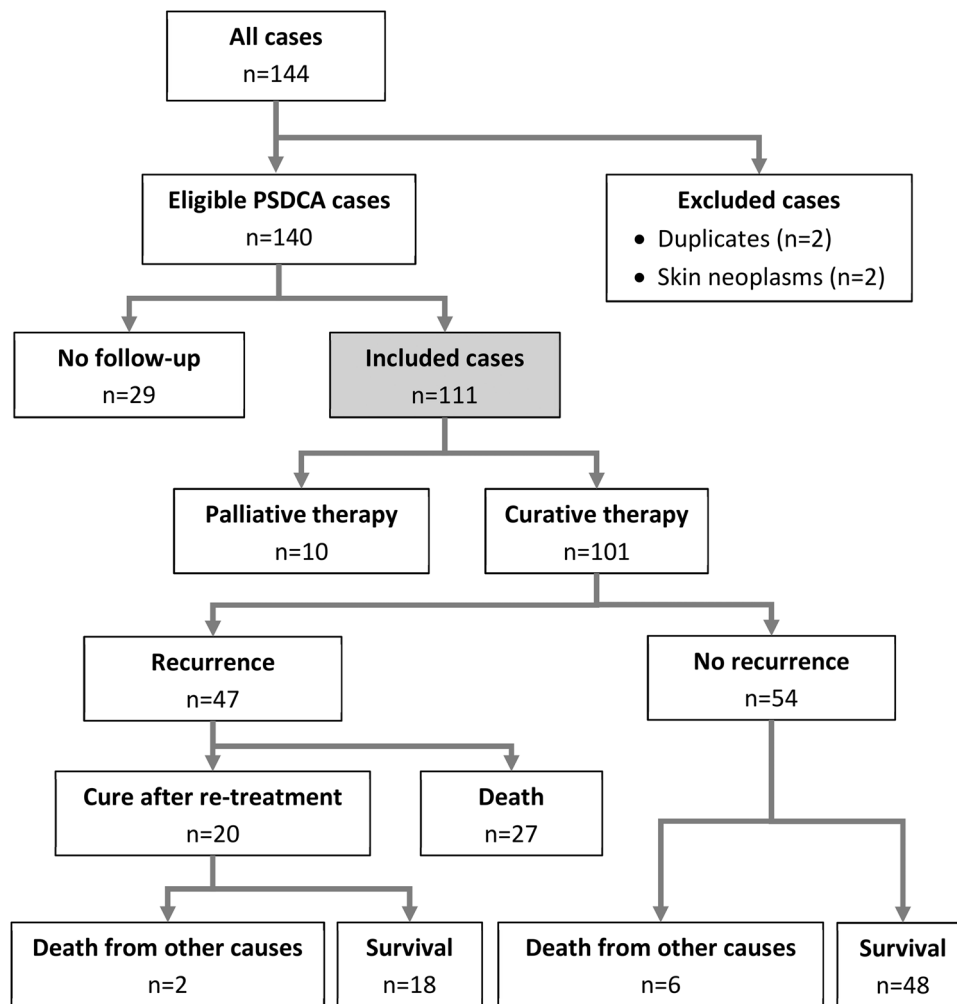 All cases
n=144
Eligible PSDCA cases
n=140
Excluded cases
• Duplicates (n=2)
• Skin neoplasms (n=2)
No follow-up
n=29
Included cases
n=111
Palliative therapy
n=10
Curative therapy
n=101
Recurrence
n=47
No recurrence
n=54
Cure after re-treatment
n=20
Death
n=27
Death from other causes
n=2
Survival
n=18
Death from other causes
n=6
Survival
n=48